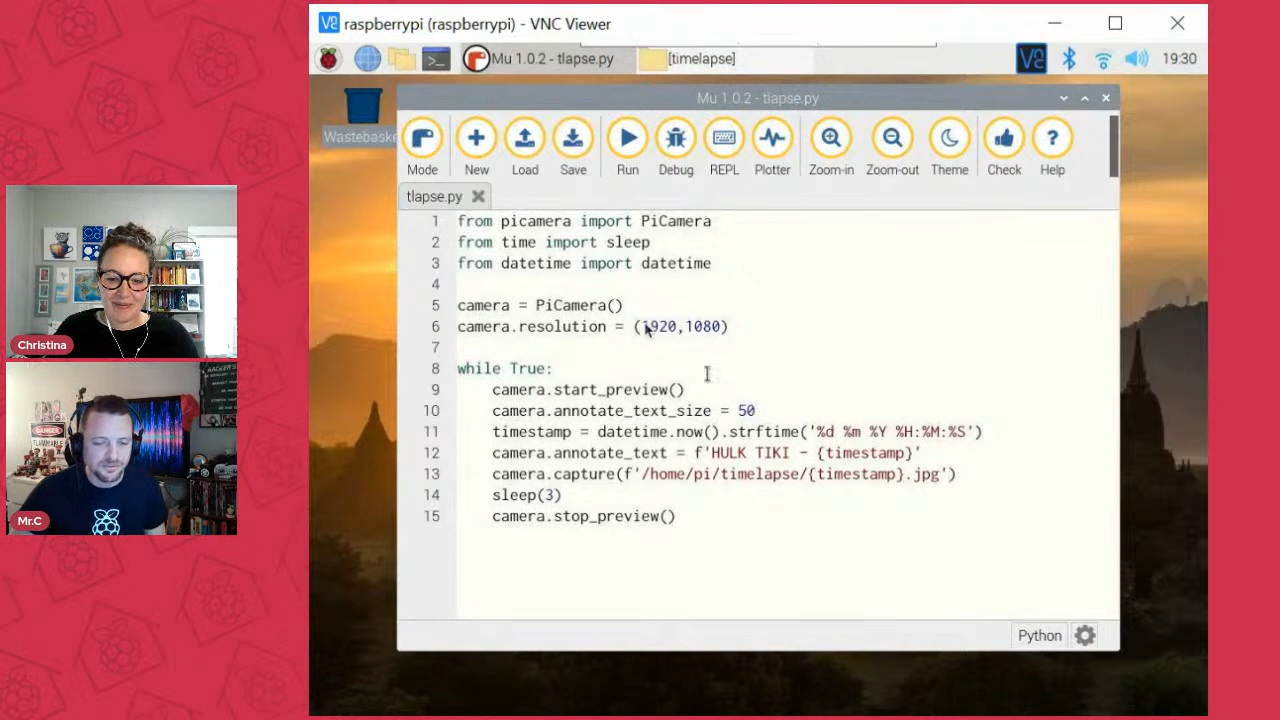 V2 raspberrypi (raspberrypi) - VNC Viewer
Mu 1.0.2 - tlapse.py
[timelapse]
19:30
Wastebaske
Mu 1.0.2 - tlapse.py
Mode
New
Load
Save
Run
Debug
REPL
Plotter
Zoom-in
Zoom-out
Theme
Check
Help
tlapse.py
1 from picamera import PiCamera
2 from time import sleep
3 from datetime import datetime
4
5 camera = PiCamera()
6 camera.resolution = (1920,1080)
7
8 while True:
9 camera.start_preview()
10 camera.annotate_text_size = 50
11 timestamp = datetime.now().strftime('%d %m %Y %H:%M:%S')
12 camera.annotate_text = f'HULK TIKI - {timestamp}'
13 camera.capture(f'/home/pi/timelapse/{timestamp}.jpg')
14 sleep(3)
15 camera.stop_preview()
Python
Christina
DANGER
FLAMMABLE
Mr.C